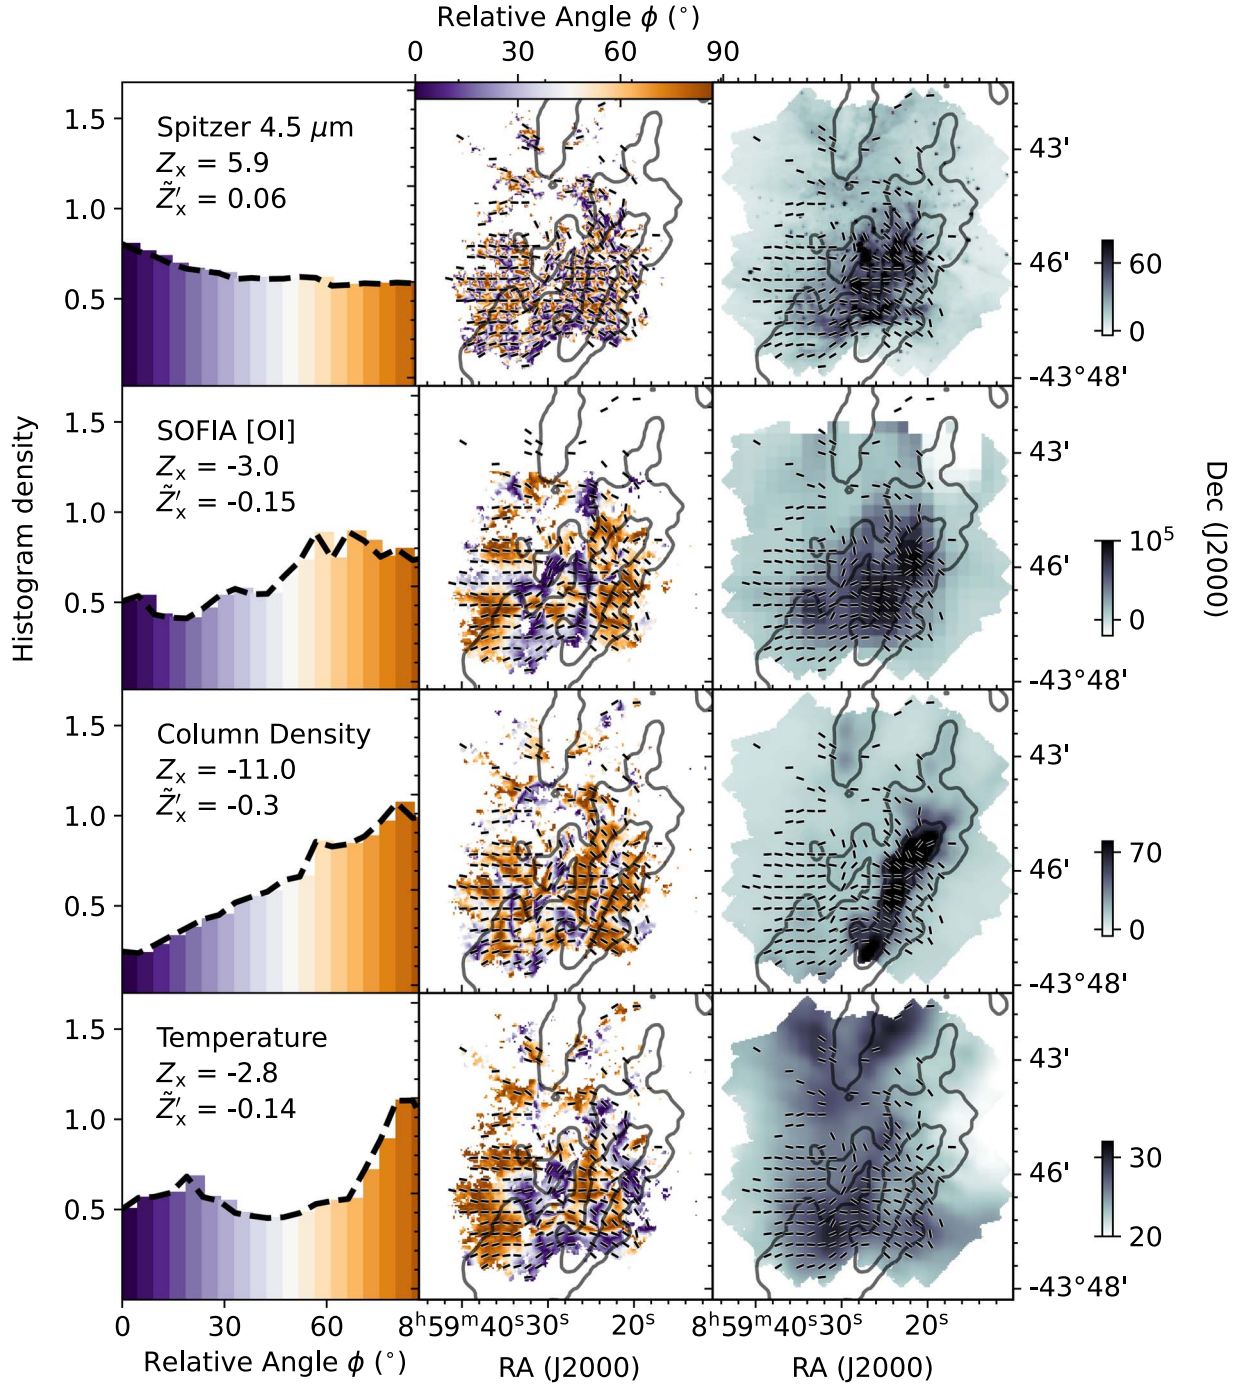 Relative Angle ϕ (°)
0 30 60 90
Histogram density
Dec (J2000)
1.5
1.0
0.5
Spitzer 4.5 μm
Zₓ = 5.9
Z̃′ₓ = 0.06
43'
46'
-43°48'
60
0
1.5
1.0
0.5
SOFIA [OI]
Zₓ = -3.0
Z̃′ₓ = -0.15
43'
46'
-43°48'
10⁵
0
1.5
1.0
0.5
Column Density
Zₓ = -11.0
Z̃′ₓ = -0.3
43'
46'
-43°48'
70
0
1.5
1.0
0.5
Temperature
Zₓ = -2.8
Z̃′ₓ = -0.14
43'
46'
-43°48'
30
20
0 30 60 8ʰ59ᵐ40ˢ30ˢ 20ˢ 8ʰ59ᵐ40ˢ30ˢ 20ˢ
Relative Angle ϕ (°)
RA (J2000)
RA (J2000)